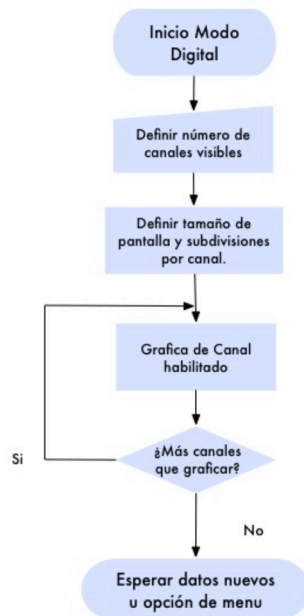 Inicio Modo
Digital
Definir número de
canales visibles
Definir tamaño de
pantalla y subdivisiones
por canal.
Grafica de Canal
habilitado
¿Más canales
que graficar?
Si
No
Esperar datos nuevos
u opción de menu